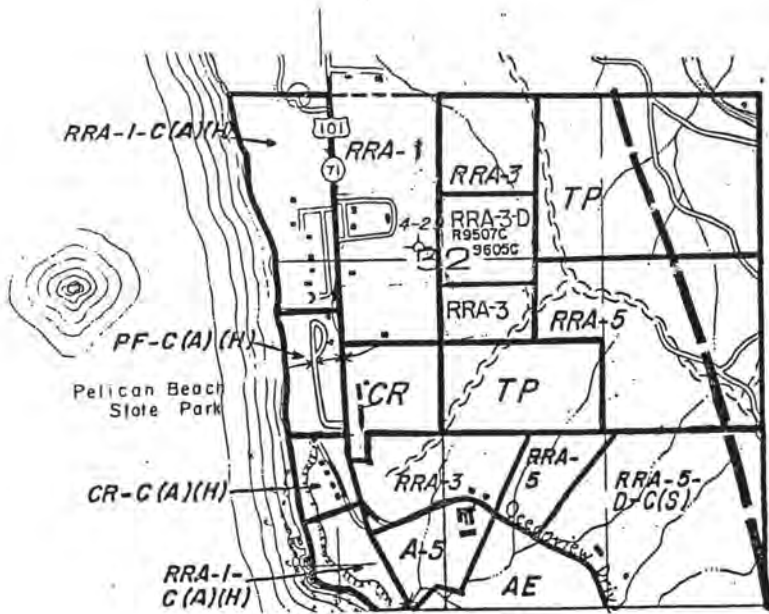 RRA-1-C(A)(H)
101
71
RRA-1
RRA-3
TP
4-2
RRA-3-D
R9507C
9605C
32
RRA-3
RRA-5
PF-C(A)(H)
Pelican Beach
State Park
CR
TP
CR-C(A)(H)
RRA-3
RRA-
5
RRA-5-
D-C(S)
RRA-1-
C(A)(H)
A-5
Oceanview Drive
AE